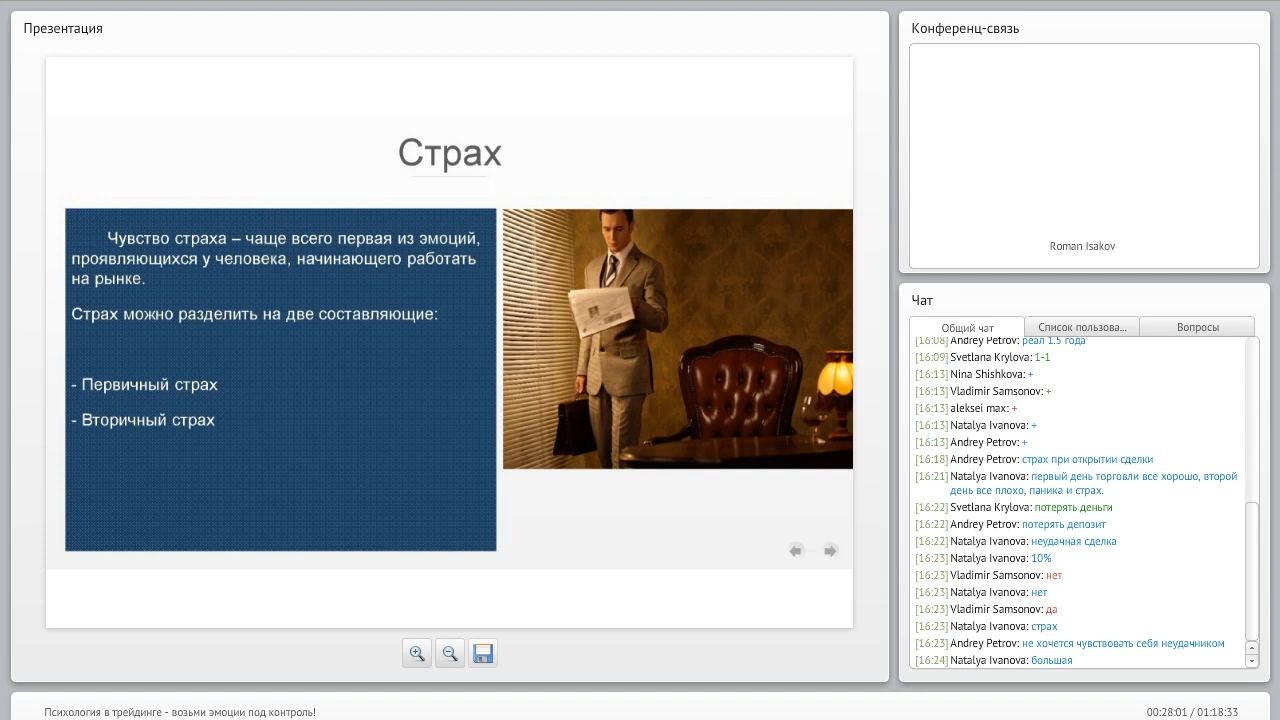 Презентация
Страх
Чувство страха – чаще всего первая из эмоций,
проявляющихся у человека, начинающего работать
на рынке.
Страх можно разделить на две составляющие:
- Первичный страх
- Вторичный страх
Конференц-связь
Roman Isakov
Чат
Общий чат
Список пользова...
Вопросы
[16:08] Andrey Petrov: реал 1.5 года
[16:09] Svetlana Krylova: 1-1
[16:13] Nina Shishkova: +
[16:13] Vladimir Samsonov: +
[16:13] aleksei max: +
[16:13] Natalya Ivanova: +
[16:13] Andrey Petrov: +
[16:18] Andrey Petrov: страх при открытии сделки
[16:21] Natalya Ivanova: первый день торговли все хорошо, второй
день все плохо, паника и страх.
[16:22] Svetlana Krylova: потерять деньги
[16:22] Andrey Petrov: потерять депозит
[16:22] Natalya Ivanova: неудачная сделка
[16:23] Natalya Ivanova: 10%
[16:23] Vladimir Samsonov: нет
[16:23] Natalya Ivanova: нет
[16:23] Vladimir Samsonov: да
[16:23] Natalya Ivanova: страх
[16:23] Andrey Petrov: не хочется чувствовать себя неудачником
[16:24] Natalya Ivanova: большая
Психология в трейдинге - возьми эмоции под контроль!
00:28:01 / 01:18:33